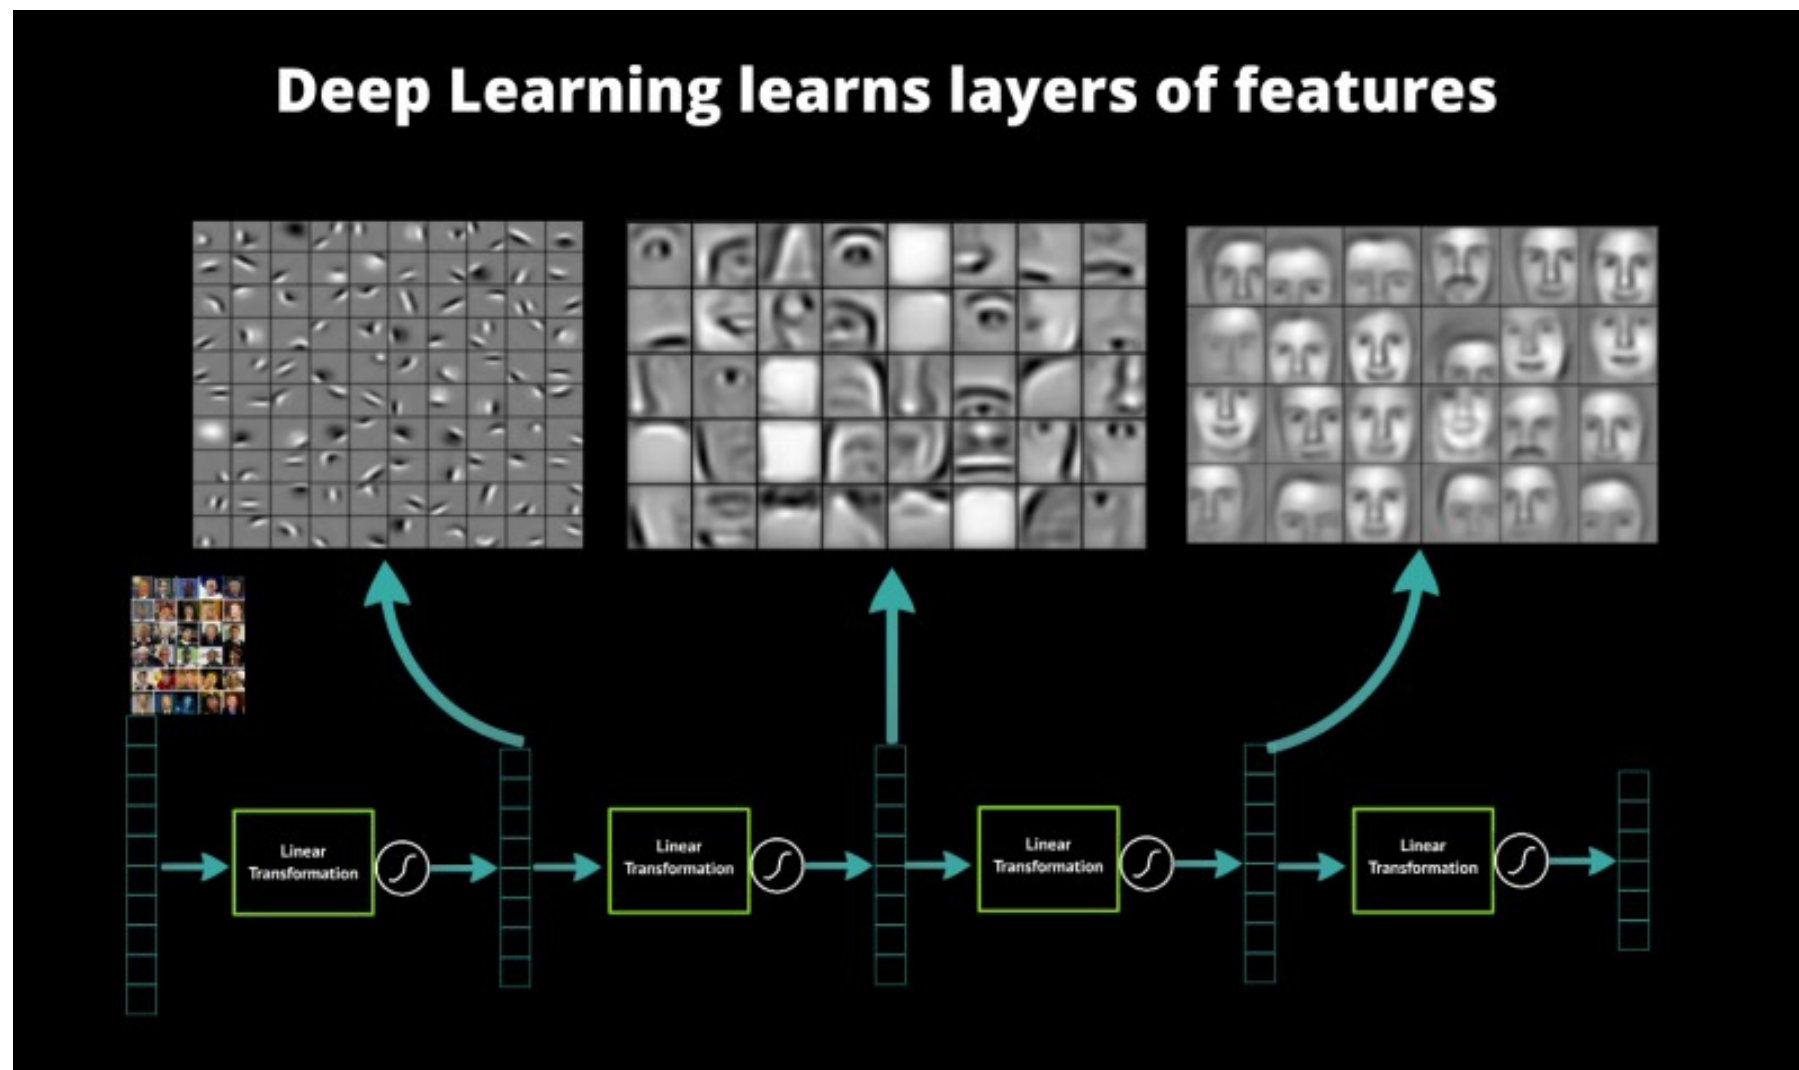 Deep Learning learns layers of features
Linear
Transformation
Linear
Transformation
Linear
Transformation
Linear
Transformation